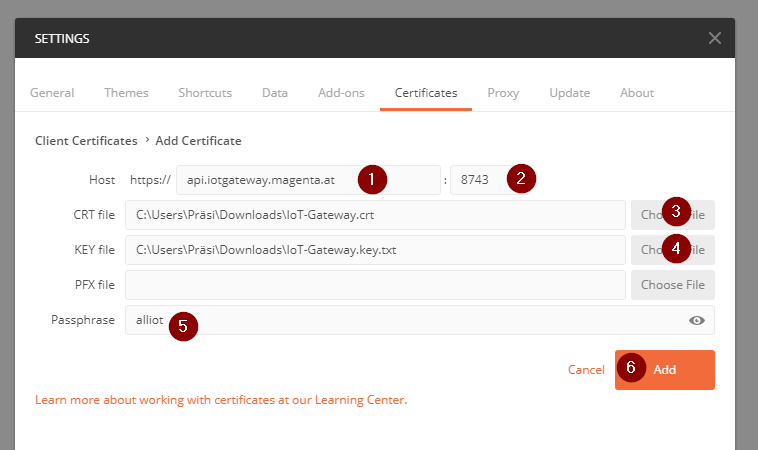 SETTINGS
General Themes Shortcuts Data Add-ons Certificates Proxy Update About
Client Certificates › Add Certificate
Host https:// api.iotgateway.magenta.at 1 : 8743 2
CRT file C:\Users\Präsi\Downloads\IoT-Gateway.crt Cho 3 File
KEY file C:\Users\Präsi\Downloads\IoT-Gateway.key.txt Cho 4 File
PFX file Choose File
Passphrase alliot 5
Cancel 6 Add
Learn more about working with certificates at our Learning Center.